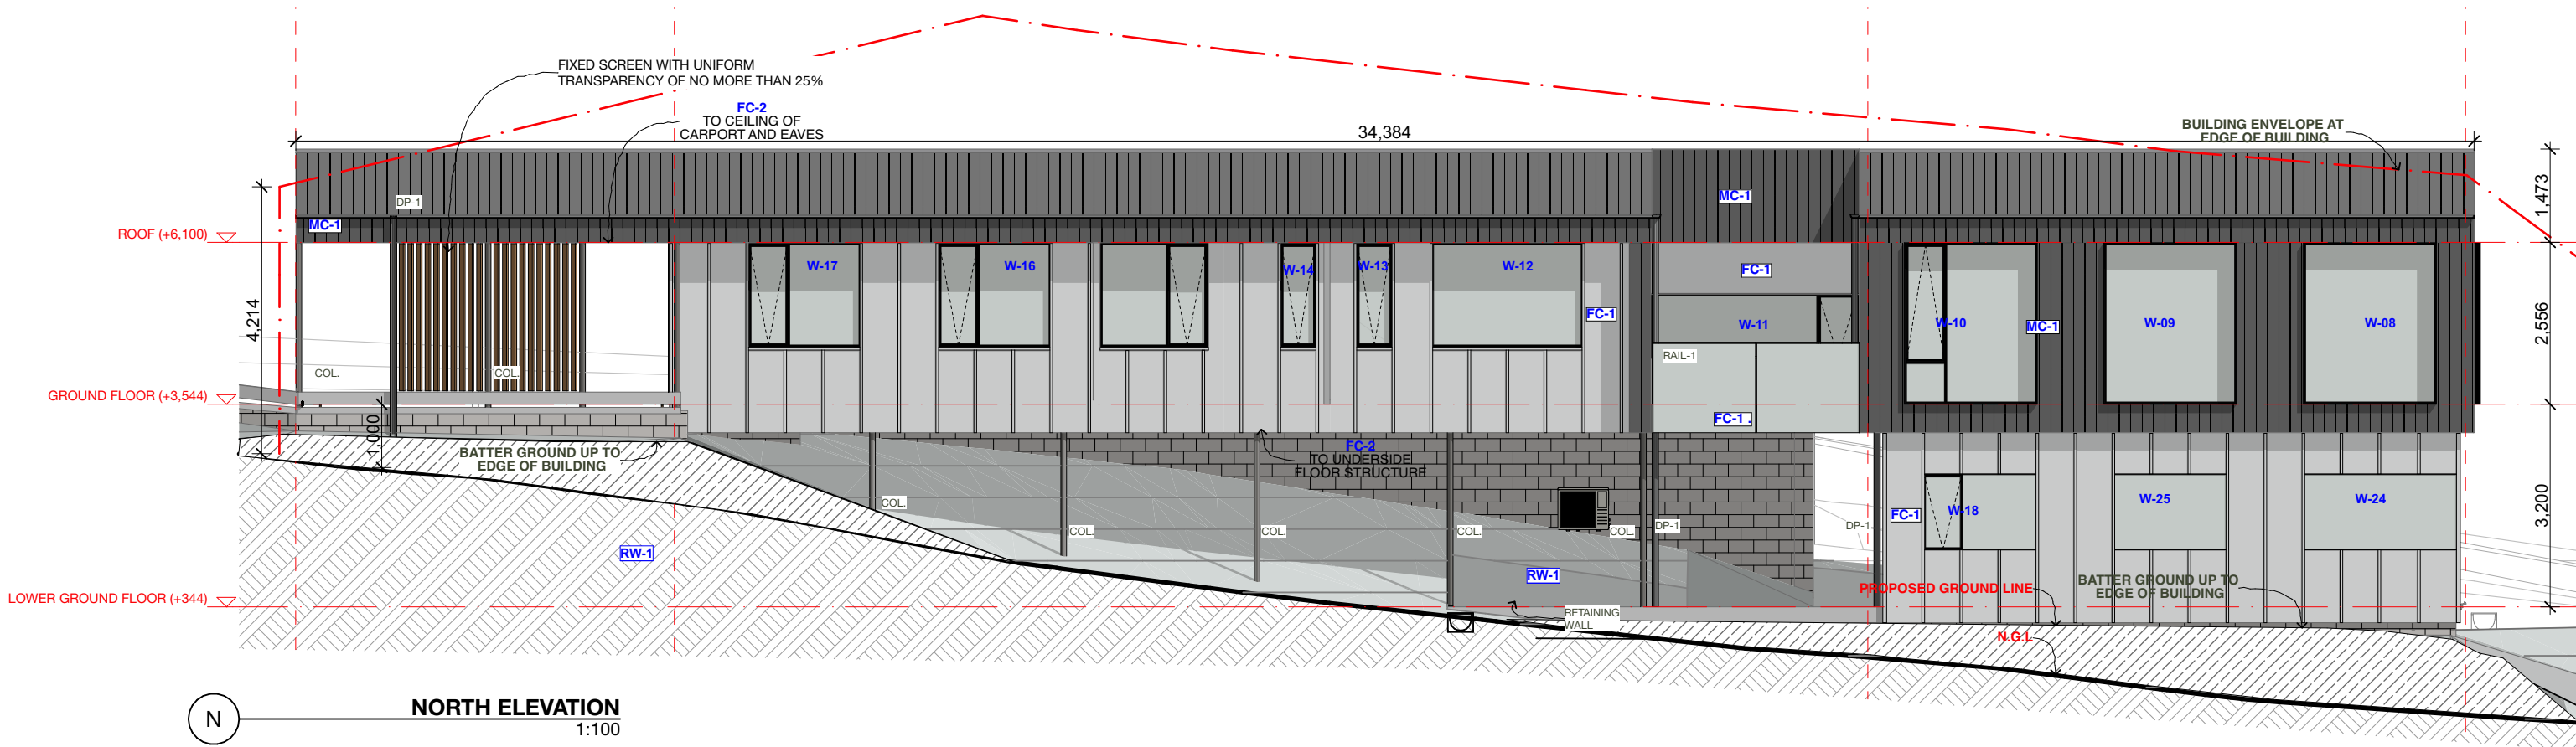 FIXED SCREEN WITH UNIFORM
TRANSPARENCY OF NO MORE THAN 25%
FC-2
TO CEILING OF
CARPORT AND EAVES
34,384
BUILDING ENVELOPE AT
EDGE OF BUILDING
DP-1
MC-1
MC-1
1,473
ROOF (+6,100)
W-17
W-16
W-14
W-13
W-12
FC-1
FC-1
W-11
W-10
MC-1
W-09
W-08
4,214
2,556
RAIL-1
COL.
COL.
GROUND FLOOR (+3,544)
FC-1 .
1,000
BATTER GROUND UP TO
EDGE OF BUILDING
FC-2
TO UNDERSIDE
FLOOR STRUCTURE
COL.
COL.
COL.
COL.
COL.
DP-1
DP-1
FC-1
W-18
W-25
W-24
3,200
RW-1
RW-1
PROPOSED GROUND LINE
BATTER GROUND UP TO
EDGE OF BUILDING
LOWER GROUND FLOOR (+344)
RETAINING
WALL
N.G.L
N
NORTH ELEVATION
1:100